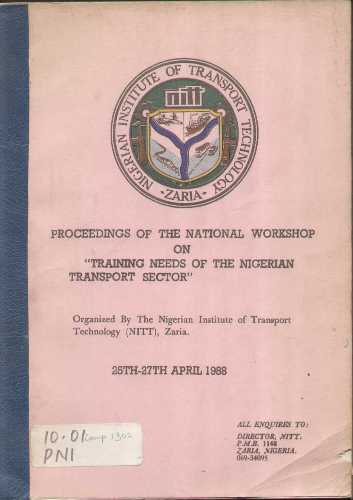 NIGERIAN INSTITUTE OF TRANSPORT TECHNOLOGY
nitt
·ZARIA·
PROCEEDINGS OF THE NATIONAL WORKSHOP
ON
"TRAINING NEEDS OF THE NIGERIAN
TRANSPORT SECTOR"
Organized By The Nigerian Institute of Transport
Technology (NITT), Zaria.
25TH-27TH APRIL 1988
ALL ENQUIRES TO:
DIRECTOR, NITT.
P.M.B. 1148
ZARIA, NIGERIA.
069-34095
10.01 comp 1302
PNI